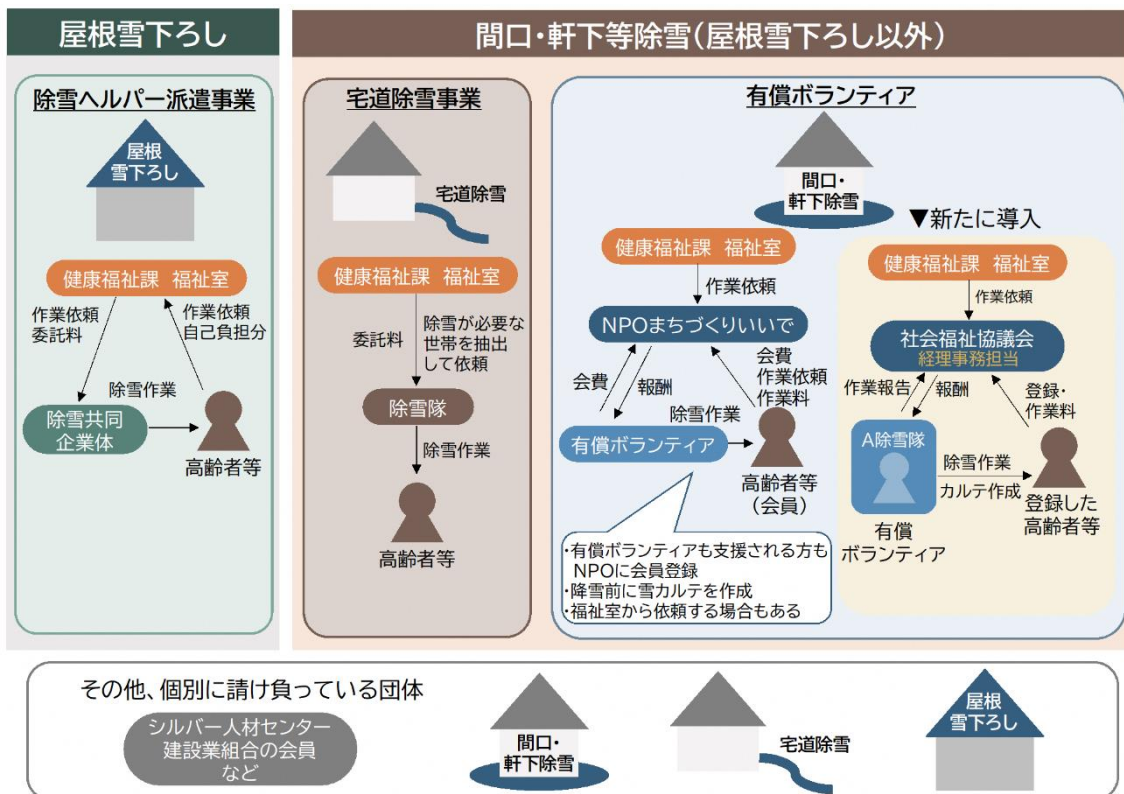 屋根雪下ろし
除雪ヘルパー派遣事業
屋根
雪下ろし
健康福祉課 福祉室
作業依頼
委託料
作業依頼
自己負担分
除雪作業
除雪共同
企業体
高齢者等
間口・軒下等除雪(屋根雪下ろし以外)
宅道除雪事業
宅道除雪
健康福祉課 福祉室
委託料
除雪が必要な
世帯を抽出
して依頼
除雪隊
除雪作業
高齢者等
有償ボランティア
間口・
軒下除雪
健康福祉課 福祉室
作業依頼
NPOまちづくりいいで
会費
報酬
会費
作業依頼
作業料
除雪作業
有償ボランティア
高齢者等
(会員)
・有償ボランティアも支援される方も
NPOに会員登録
・降雪前に雪カルテを作成
・福祉室から依頼する場合もある
▼新たに導入
健康福祉課 福祉室
作業依頼
社会福祉協議会
経理事務担当
作業報告
報酬
登録・
作業料
A除雪隊
除雪作業
カルテ作成
有償
ボランティア
登録した
高齢者等
その他、個別に請け負っている団体
シルバー人材センター
建設業組合の会員
など
間口・
軒下除雪
宅道除雪
屋根
雪下ろし